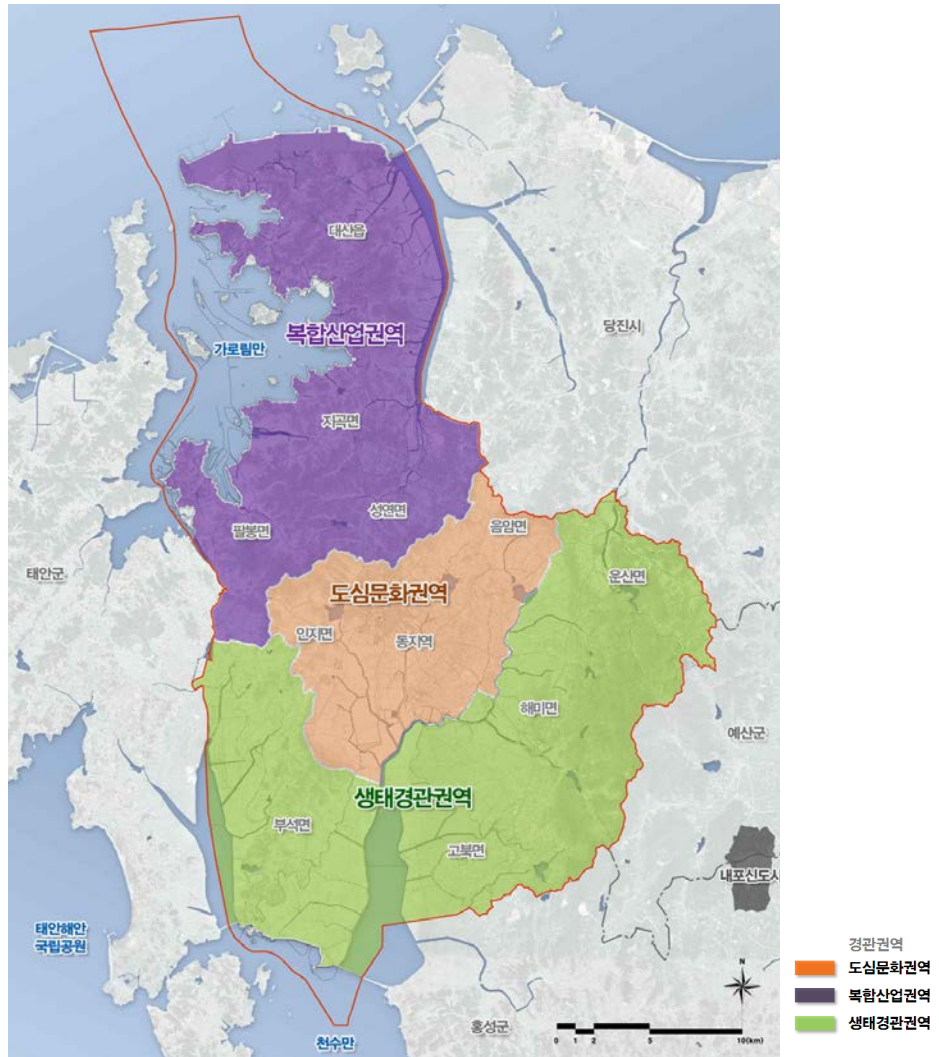 대산읍
당진시
복합산업권역
가로림만
지곡면
성연면
음암면
팔봉면
태안군
운산면
도심문화권역
인지면
동지역
해미면
예산군
생태경관권역
부석면
고북면
내포신도시
태안해안
국립공원
경관권역
도심문화권역
복합산업권역
생태경관권역
N
홍성군
천수만
0 1 2 5 10(km)